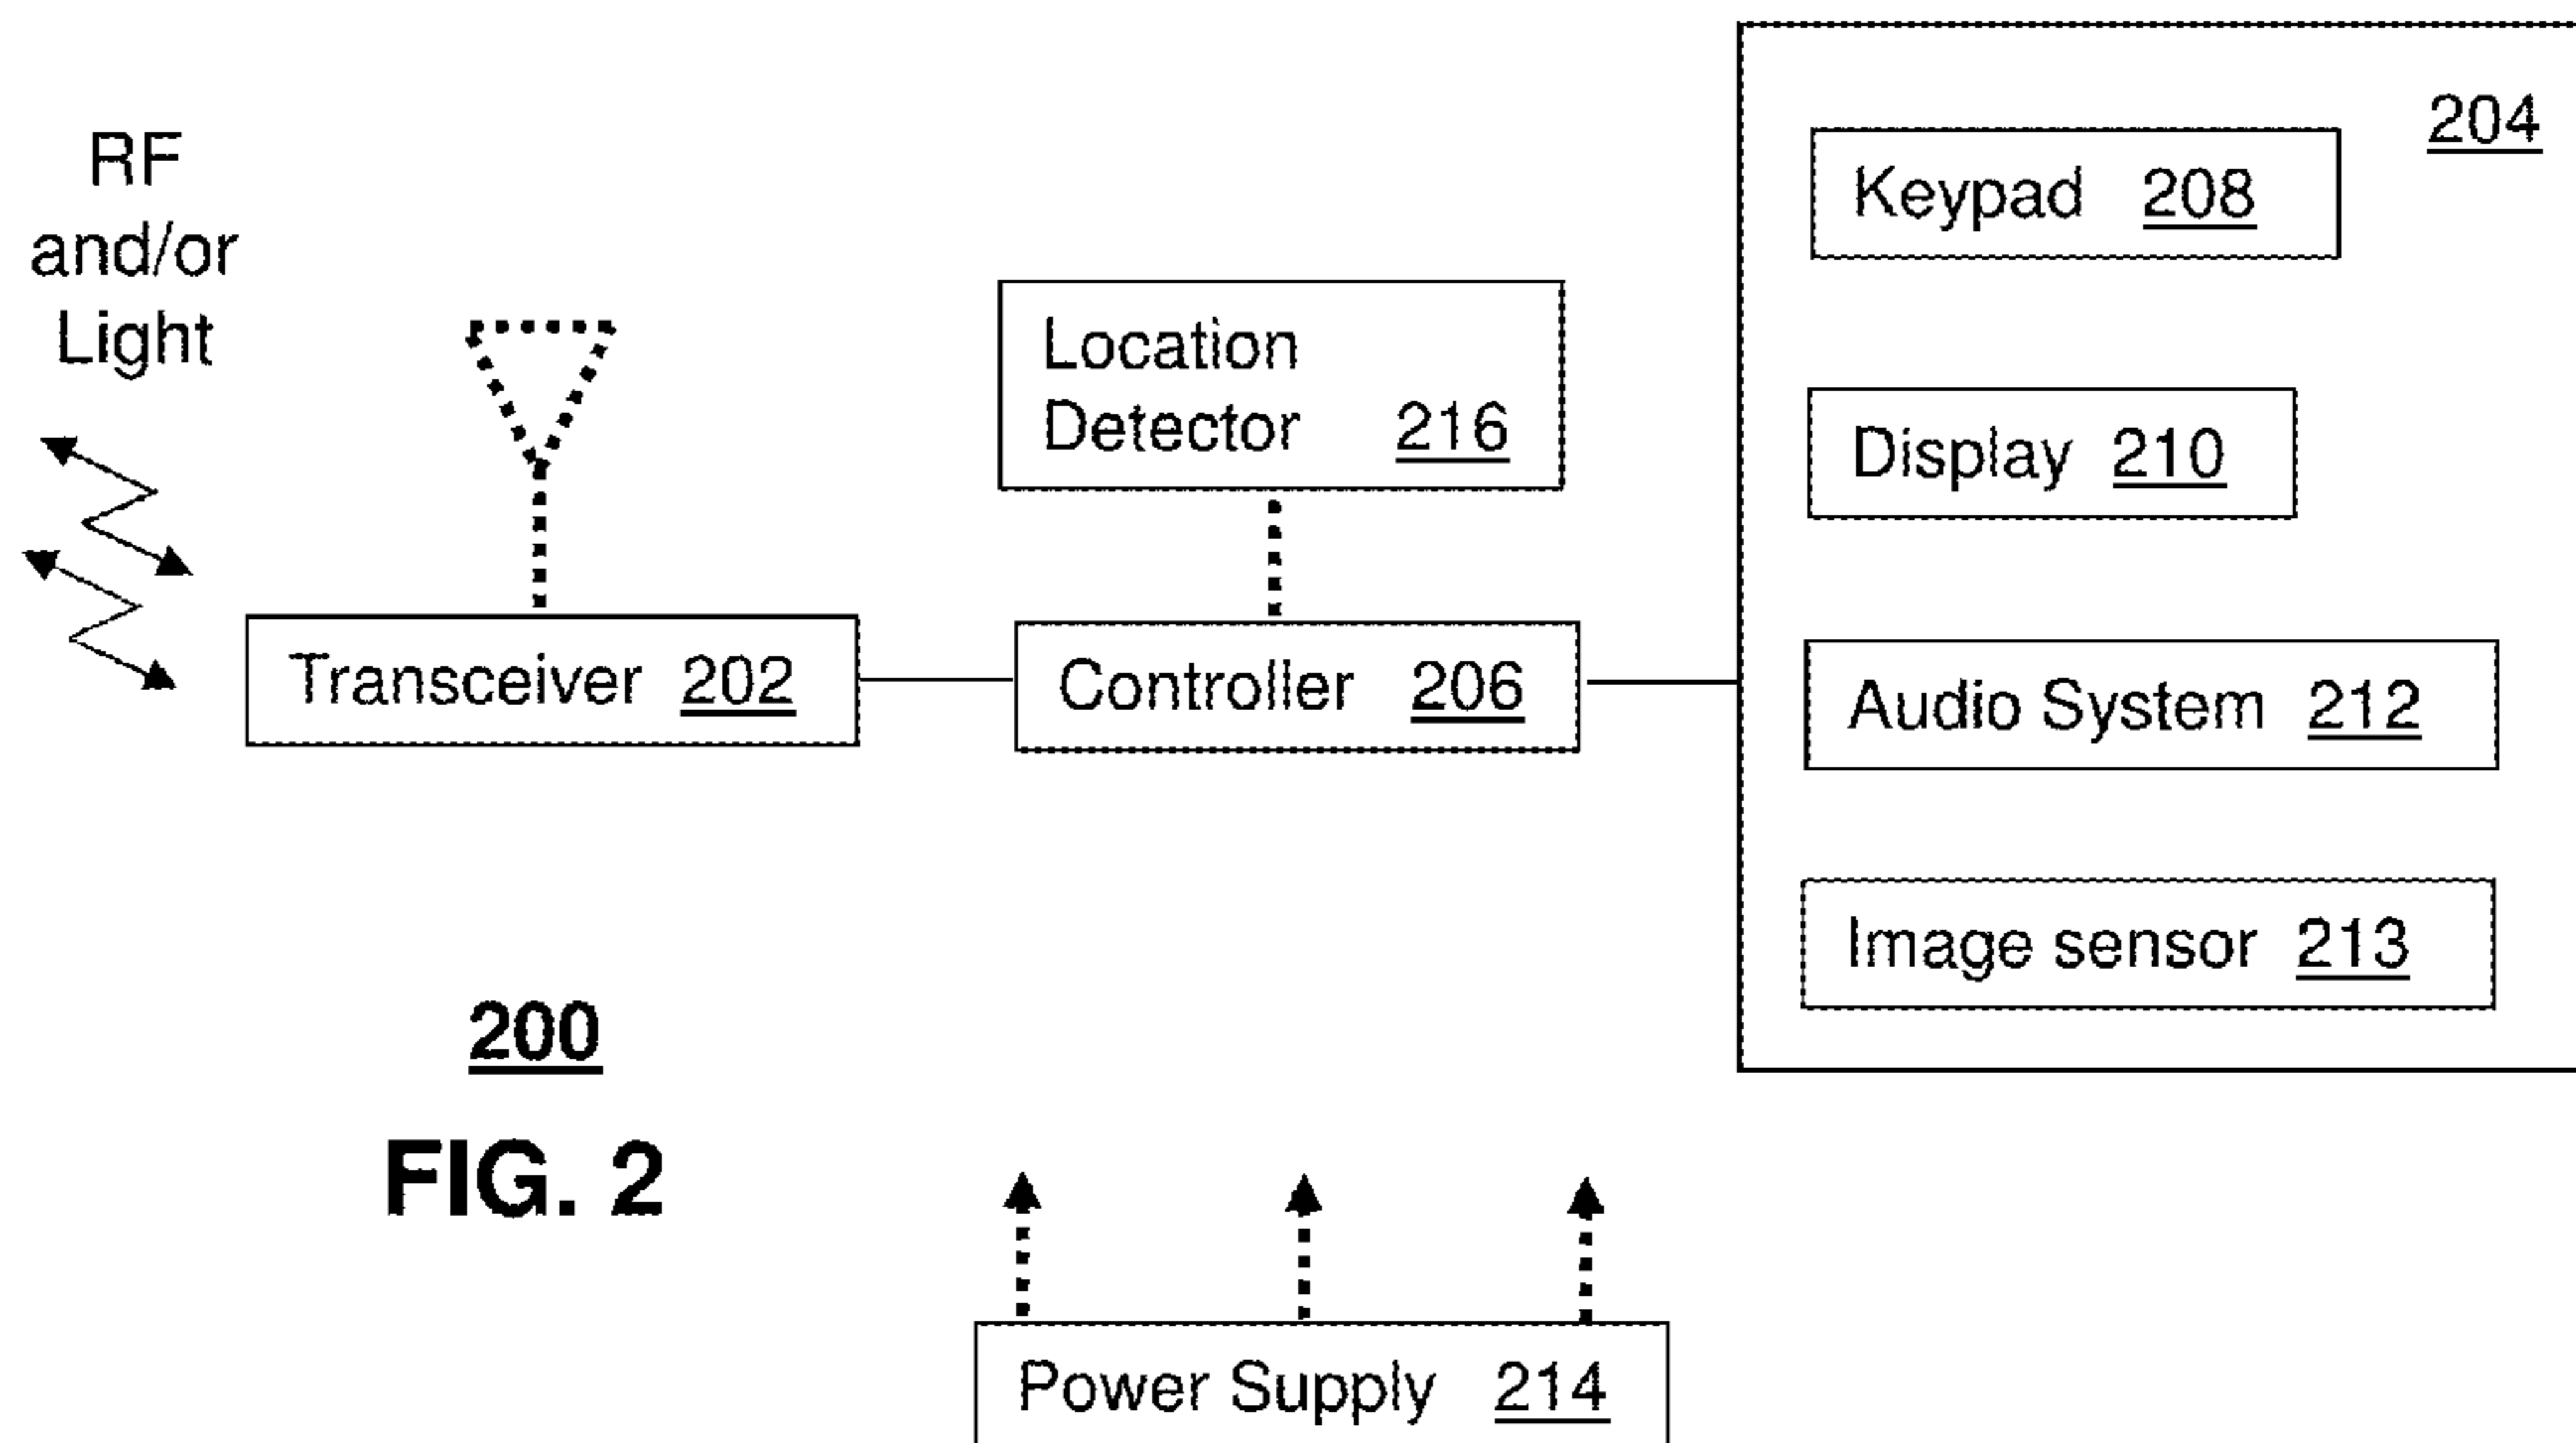 RF
and/or
Light
204
Keypad 208
Location
Detector 216
Display 210
Transceiver 202
Controller 206
Audio System 212
Image sensor 213
200
FIG. 2
Power Supply 214